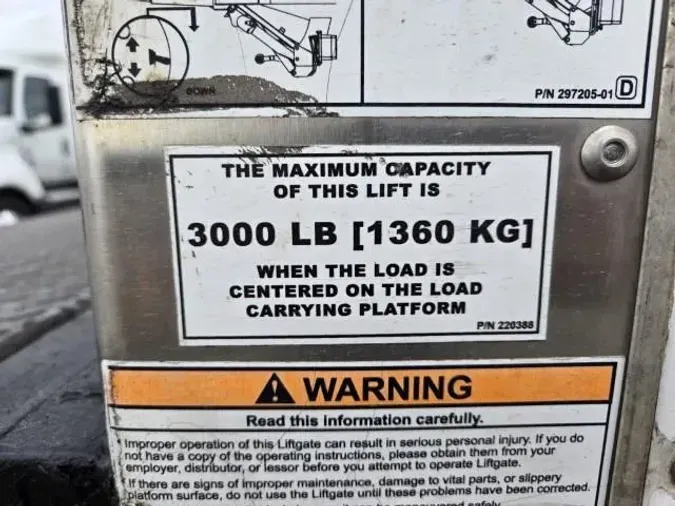 DOWN
P/N 297205-01 D
THE MAXIMUM CAPACITY
OF THIS LIFT IS
3000 LB [1360 KG]
WHEN THE LOAD IS
CENTERED ON THE LOAD
CARRYING PLATFORM
P/N 220388
WARNING
Read this information carefully.
Improper operation of this Liftgate can result in serious personal injury. If you do
not have a copy of the operating instructions, please obtain them from your
employer, distributor, or lessor before you attempt to operate Liftgate.
If there are signs of improper maintenance, damage to vital parts, or slippery
platform surface, do not use the Liftgate until these problems have been corrected.